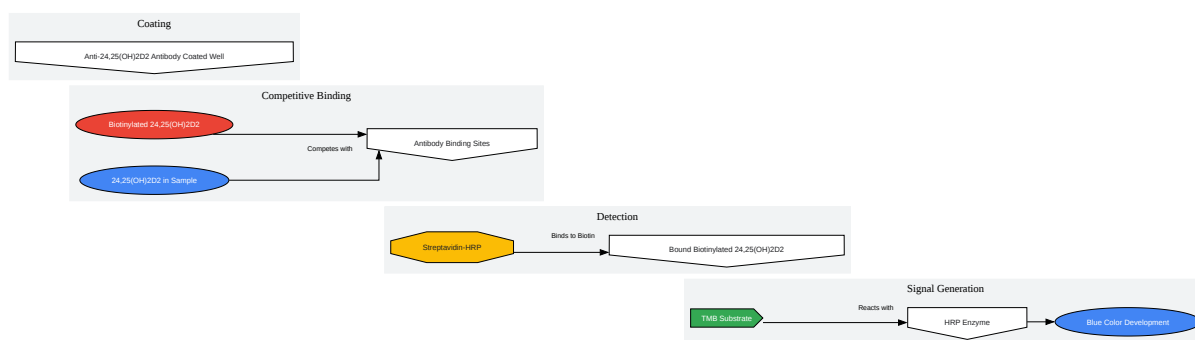 Coating
Anti-24,25(OH)2D2 Antibody Coated Well
Competitive Binding
Biotinylated 24,25(OH)2D2
Competes with
Antibody Binding Sites
24,25(OH)2D2 in Sample
Detection
Streptavidin-HRP
Binds to Biotin
Bound Biotinylated 24,25(OH)2D2
Signal Generation
TMB Substrate
Reacts with
HRP Enzyme
Blue Color Development